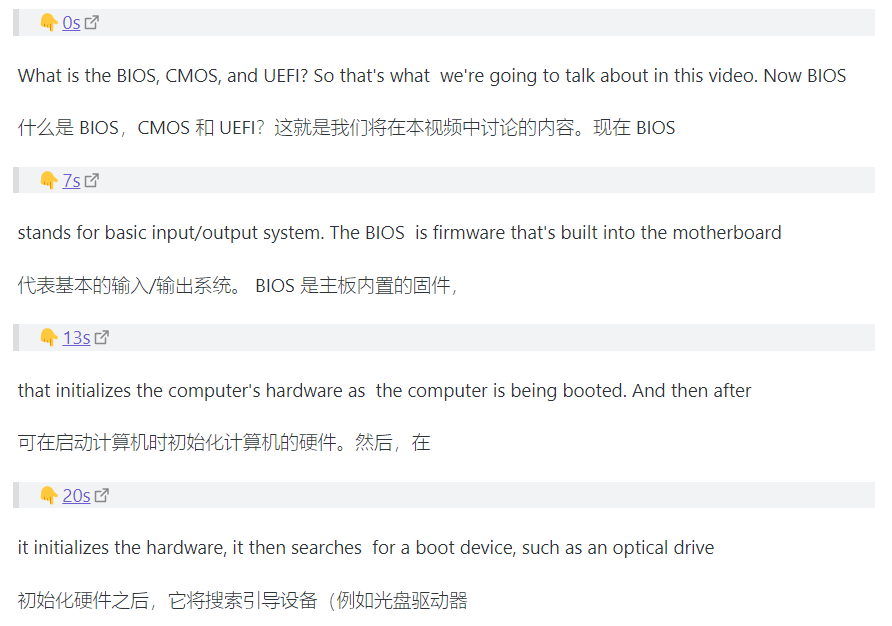 👇 0s
What is the BIOS, CMOS, and UEFI? So that's what  we're going to talk about in this video. Now BIOS
什么是 BIOS，CMOS 和 UEFI？这就是我们将在本视频中讨论的内容。现在 BIOS
👇 7s
stands for basic input/output system. The BIOS  is firmware that's built into the motherboard
代表基本的输入/输出系统。 BIOS 是主板内置的固件，
👇 13s
that initializes the computer's hardware as  the computer is being booted. And then after
可在启动计算机时初始化计算机的硬件。然后，在
👇 20s
it initializes the hardware, it then searches  for a boot device, such as an optical drive
初始化硬件之后，它将搜索引导设备（例如光盘驱动器